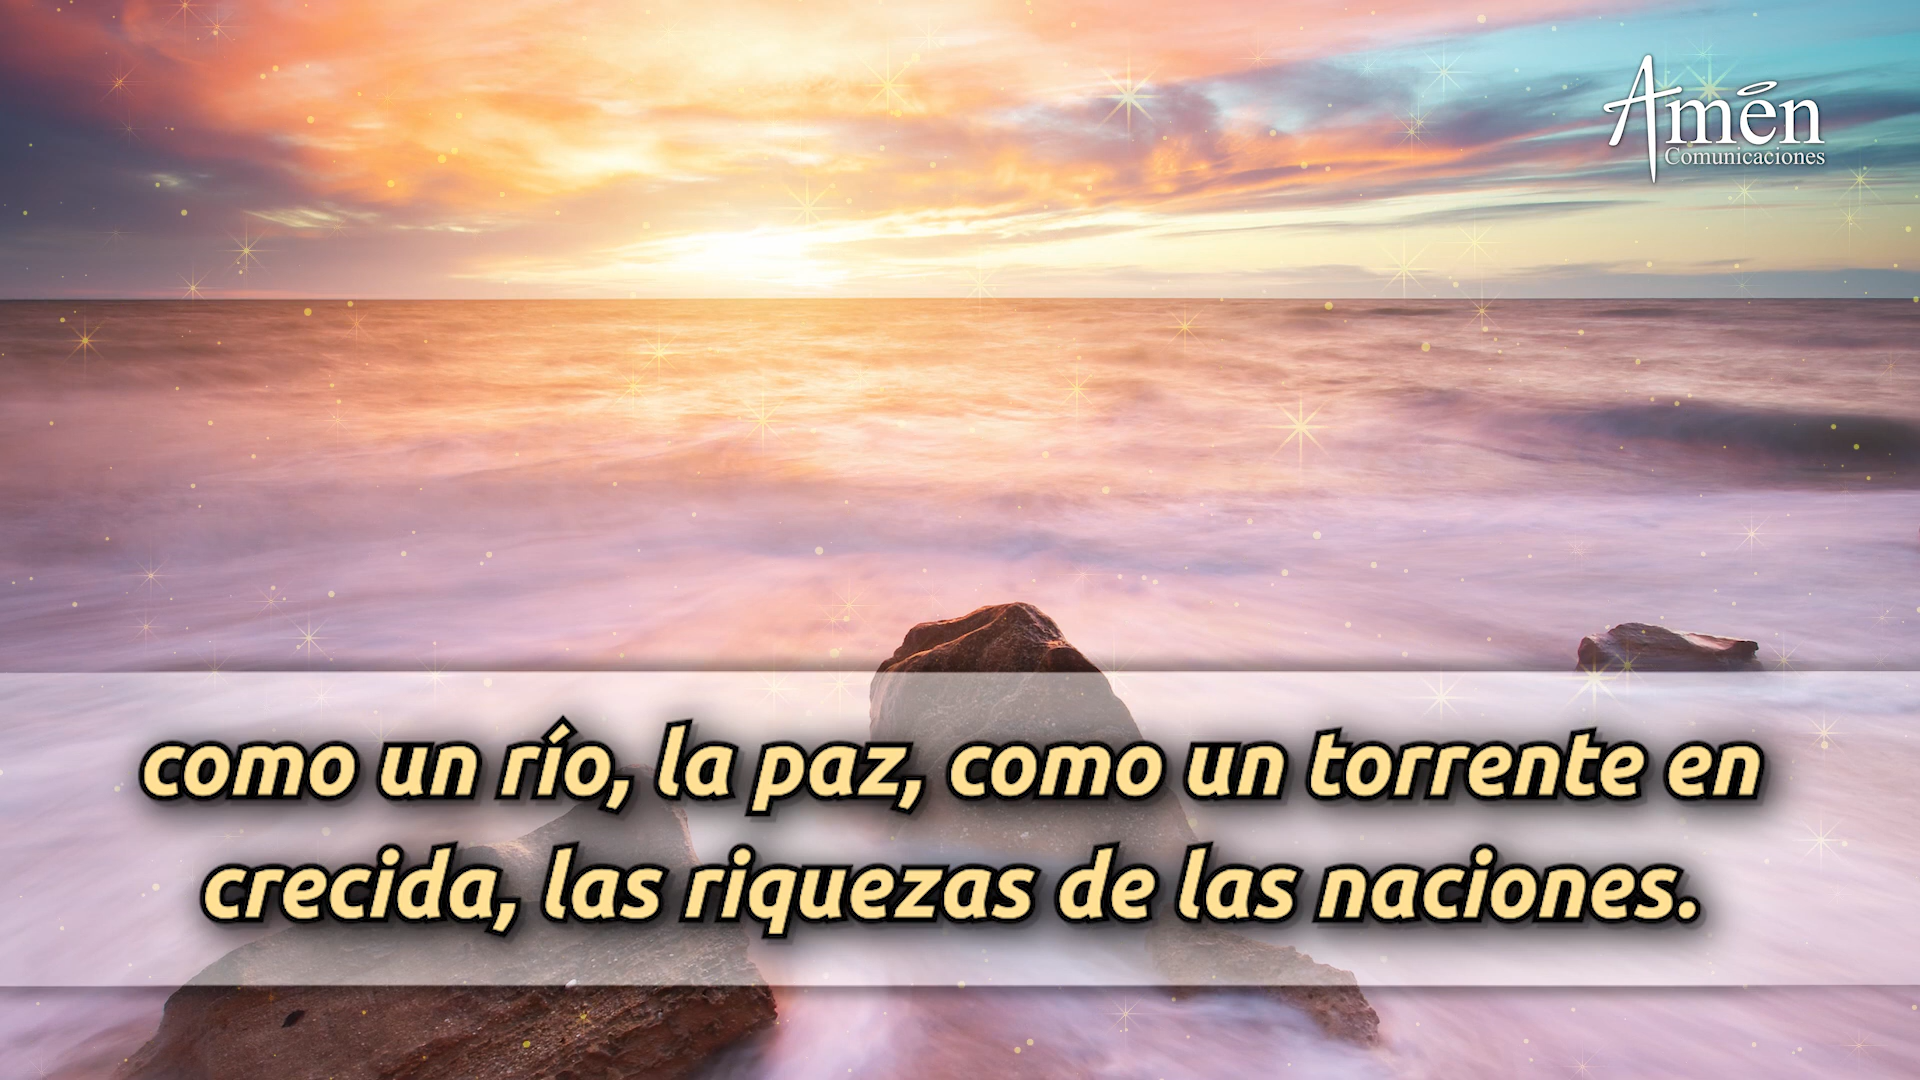 Amén
Comunicaciones
como un río, la paz, como un torrente en
crecida, las riquezas de las naciones.